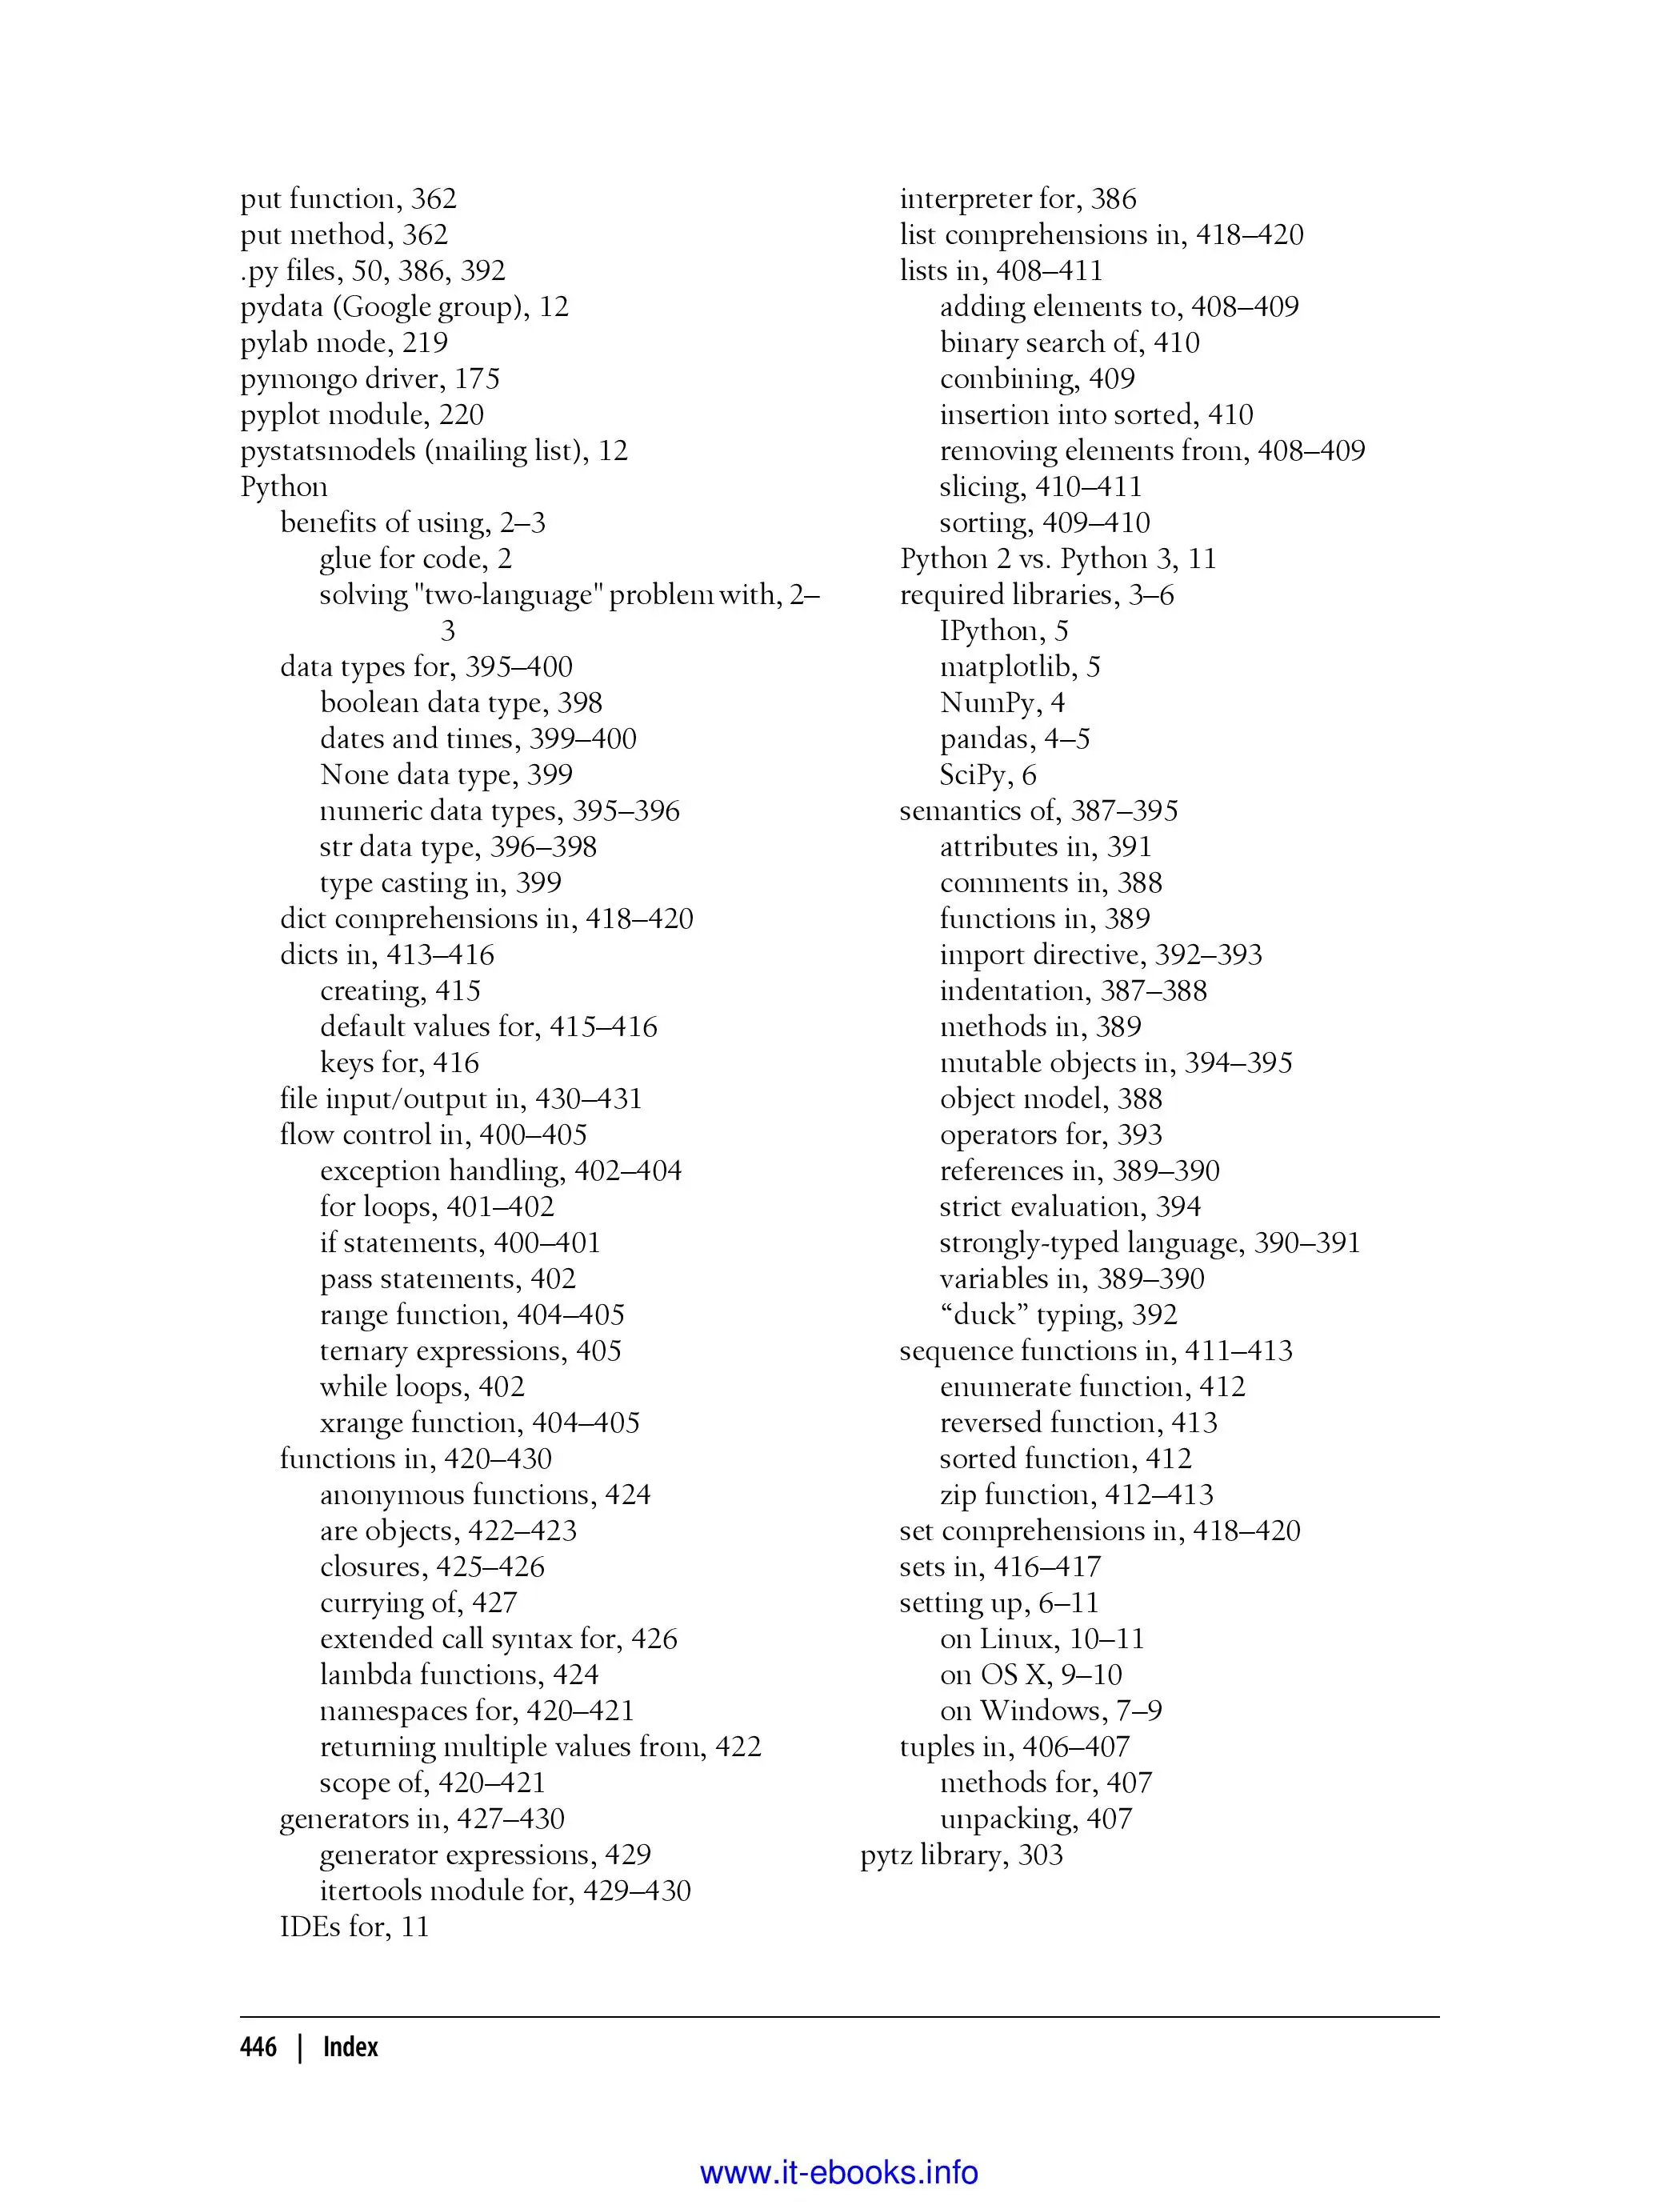 put function, 362
put method, 362
.py files, 50, 386, 392
pydata (Google group), 12
pylab mode, 219
pymongo driver, 175
pyplot module, 220
pystatsmodels (mailing list), 12
Python
benefits of using, 2–3
glue for code, 2
solving "two-language" problem with, 2–
3
data types for, 395–400
boolean data type, 398
dates and times, 399–400
None data type, 399
numeric data types, 395–396
str data type, 396–398
type casting in, 399
dict comprehensions in, 418–420
dicts in, 413–416
creating, 415
default values for, 415–416
keys for, 416
file input/output in, 430–431
flow control in, 400–405
exception handling, 402–404
for loops, 401–402
if statements, 400–401
pass statements, 402
range function, 404–405
ternary expressions, 405
while loops, 402
xrange function, 404–405
functions in, 420–430
anonymous functions, 424
are objects, 422–423
closures, 425–426
currying of, 427
extended call syntax for, 426
lambda functions, 424
namespaces for, 420–421
returning multiple values from, 422
scope of, 420–421
generators in, 427–430
generator expressions, 429
itertools module for, 429–430
IDEs for, 11
interpreter for, 386
list comprehensions in, 418–420
lists in, 408–411
adding elements to, 408–409
binary search of, 410
combining, 409
insertion into sorted, 410
removing elements from, 408–409
slicing, 410–411
sorting, 409–410
Python 2 vs. Python 3, 11
required libraries, 3–6
IPython, 5
matplotlib, 5
NumPy, 4
pandas, 4–5
SciPy, 6
semantics of, 387–395
attributes in, 391
comments in, 388
functions in, 389
import directive, 392–393
indentation, 387–388
methods in, 389
mutable objects in, 394–395
object model, 388
operators for, 393
references in, 389–390
strict evaluation, 394
strongly-typed language, 390–391
variables in, 389–390
“duck” typing, 392
sequence functions in, 411–413
enumerate function, 412
reversed function, 413
sorted function, 412
zip function, 412–413
set comprehensions in, 418–420
sets in, 416–417
setting up, 6–11
on Linux, 10–11
on OS X, 9–10
on Windows, 7–9
tuples in, 406–407
methods for, 407
unpacking, 407
pytz library, 303
446 | Index
www.it-ebooks.info